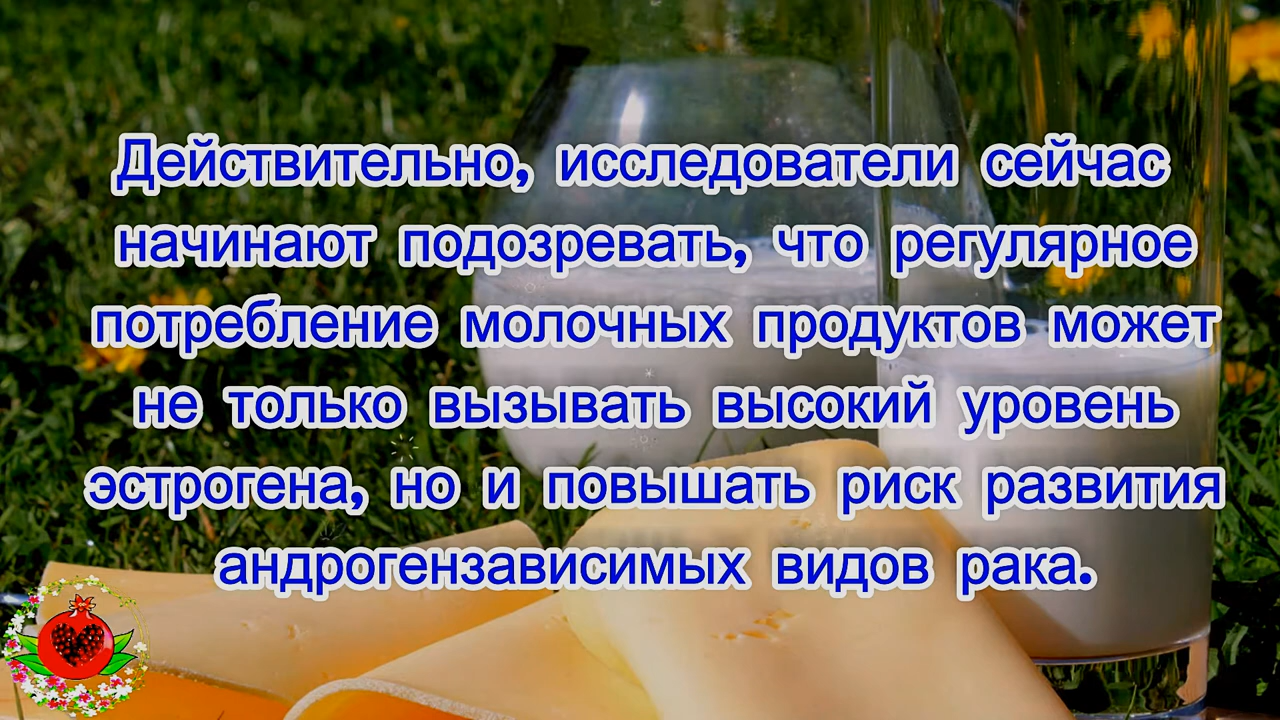 Действительно, исследователи сейчас
начинают подозревать, что регулярное
потребление молочных продуктов может
не только вызывать высокий уровень
эстрогена, но и повышать риск развития
андрогензависимых видов рака.